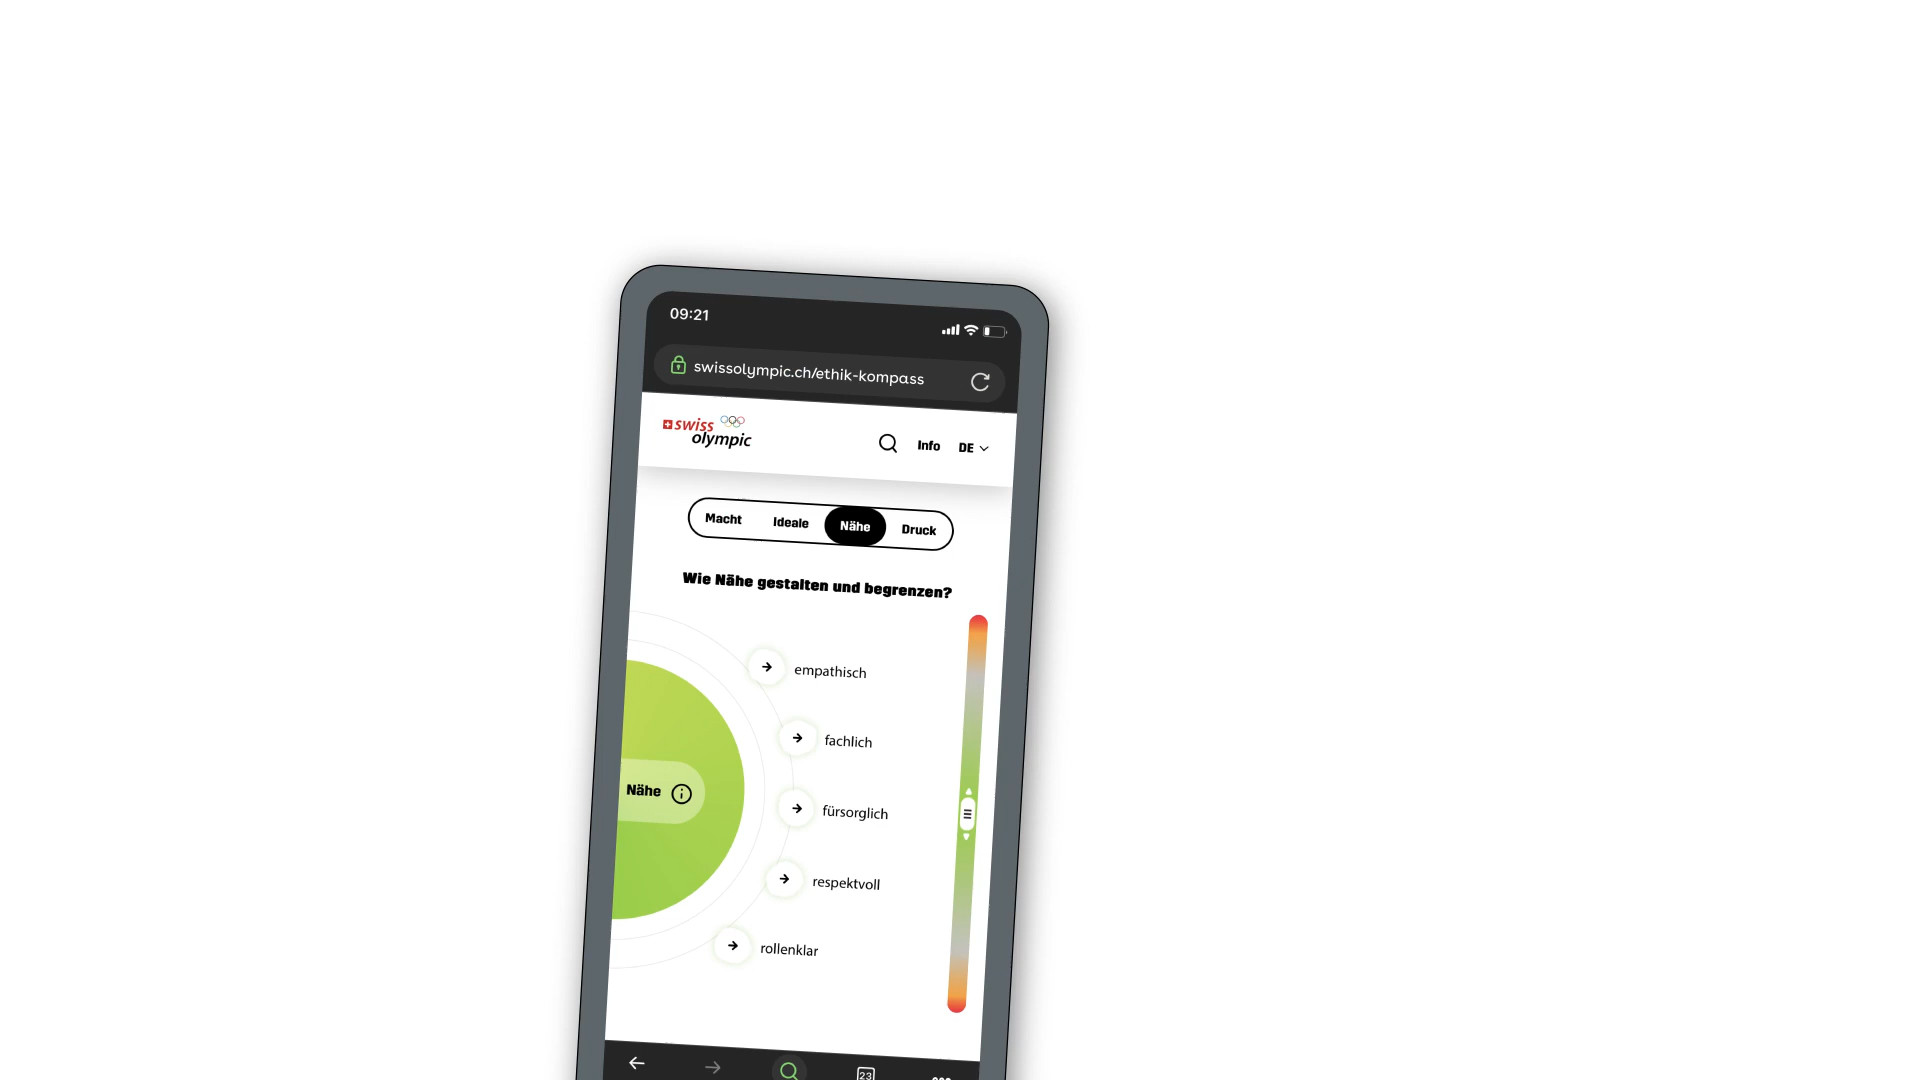 09:21
swissolympic.ch/ethik-kompass
swiss
olympic
Info DE
Macht Ideale Nähe Druck
Wie Nähe gestalten und begrenzen?
empathisch
fachlich
Nähe
fürsorglich
respektvoll
rollenklar
23